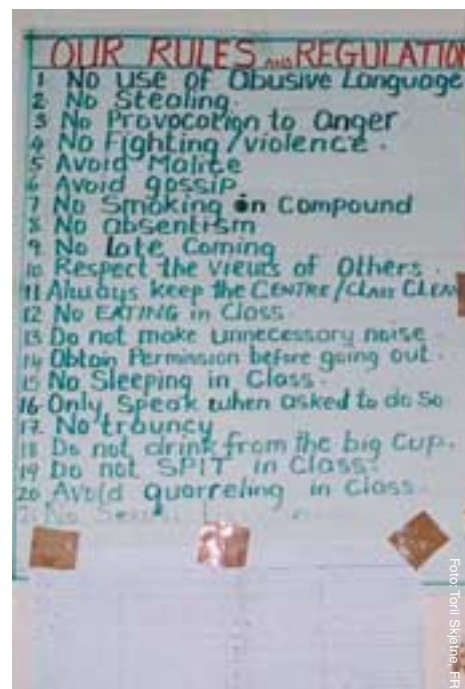 OUR RULES AND REGULATION
1 No use of Abusive Language
2 No Stealing.
3 No Provocation to Anger
4 No Fighting/violence.
5 Avoid Malice
6 Avoid gossip
7 No Smoking in Compound
8 No absentism
9 No Late Coming
10 Respect the views of Others.
11 Always keep the CENTRE/CLASS CLEAN
12 No EATING in Class
13 Do not make unnecessary noise.
14 Obtain Permission before going out.
15 No Sleeping in Class.
16 Only Speak when asked to do So
17 No trauncy
18 Do not drink from the big Cup.
19 Do not SPIT in Class.
20 Avoid quarreling in Class.
No
Foto: Toril Skjetne, FR